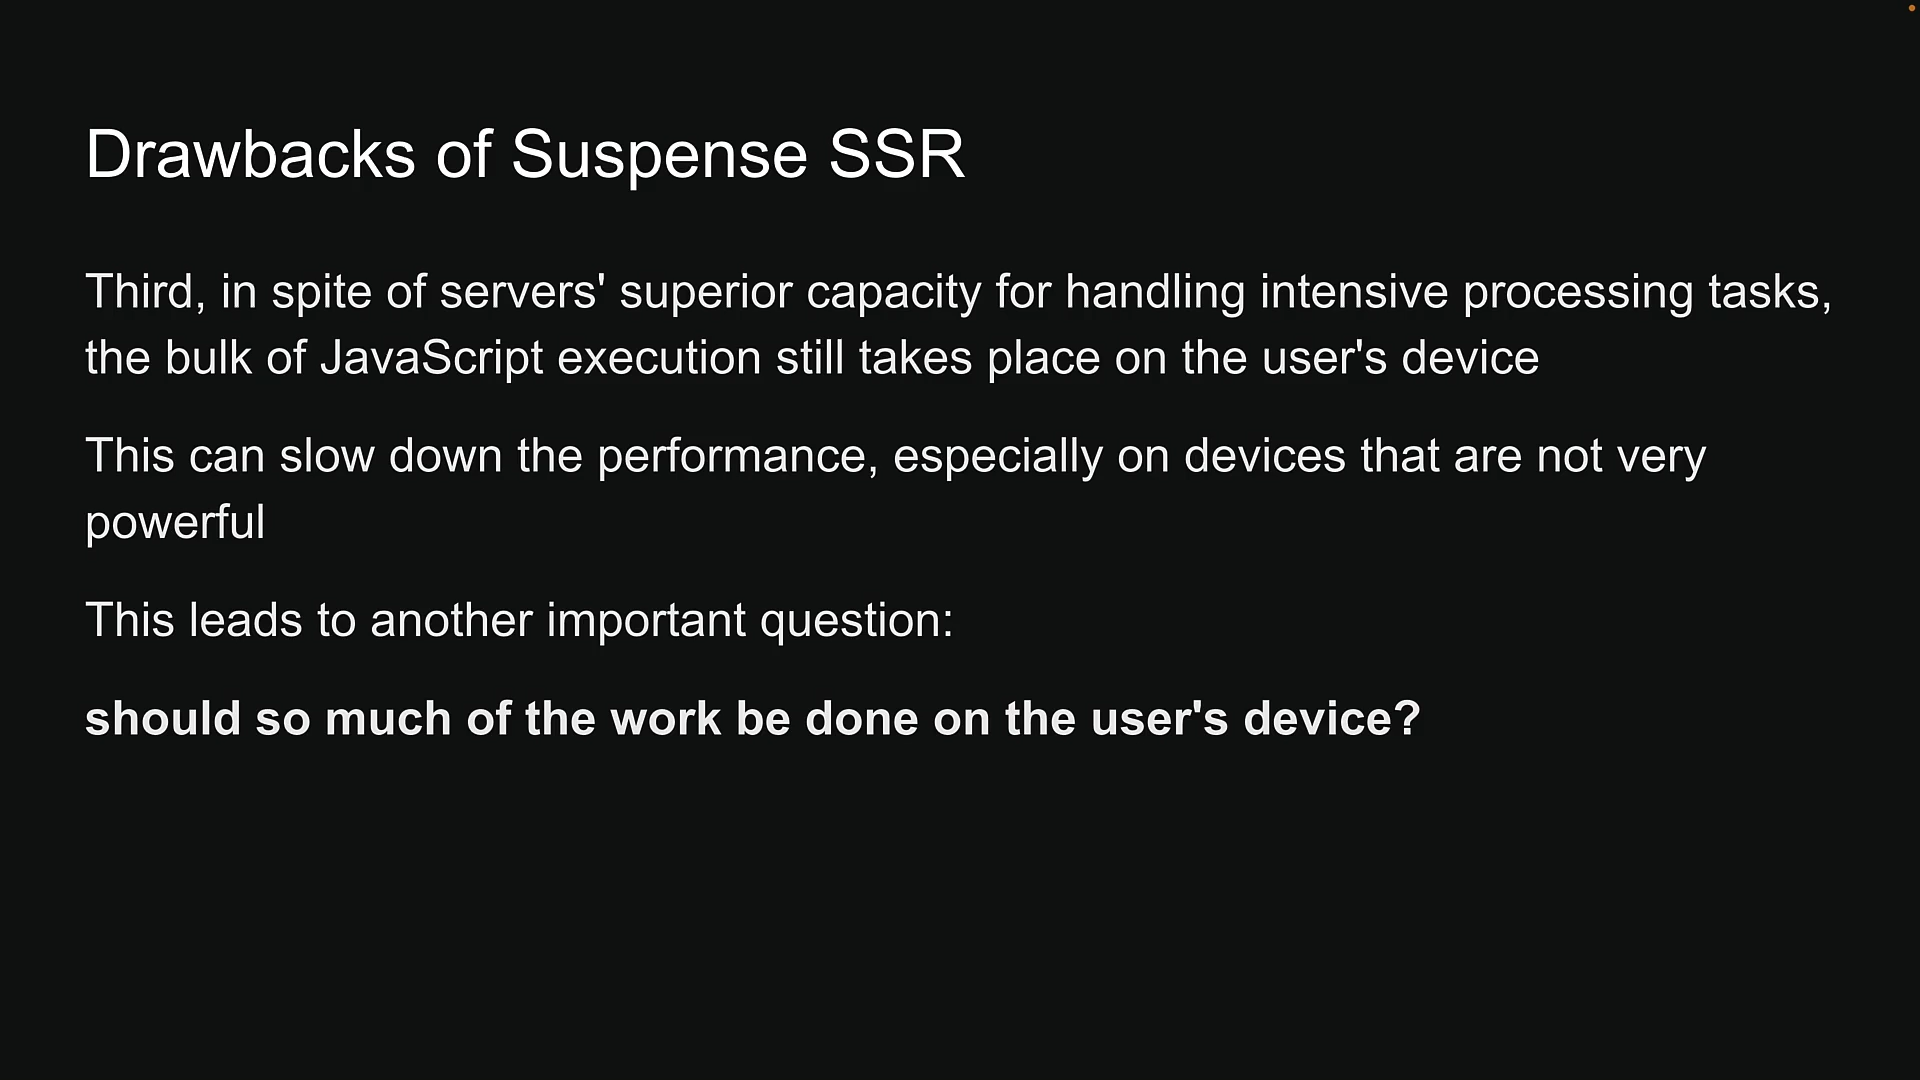 Drawbacks of Suspense SSR
Third, in spite of servers' superior capacity for handling intensive processing tasks,
the bulk of JavaScript execution still takes place on the user's device
This can slow down the performance, especially on devices that are not very
powerful
This leads to another important question:
should so much of the work be done on the user's device?